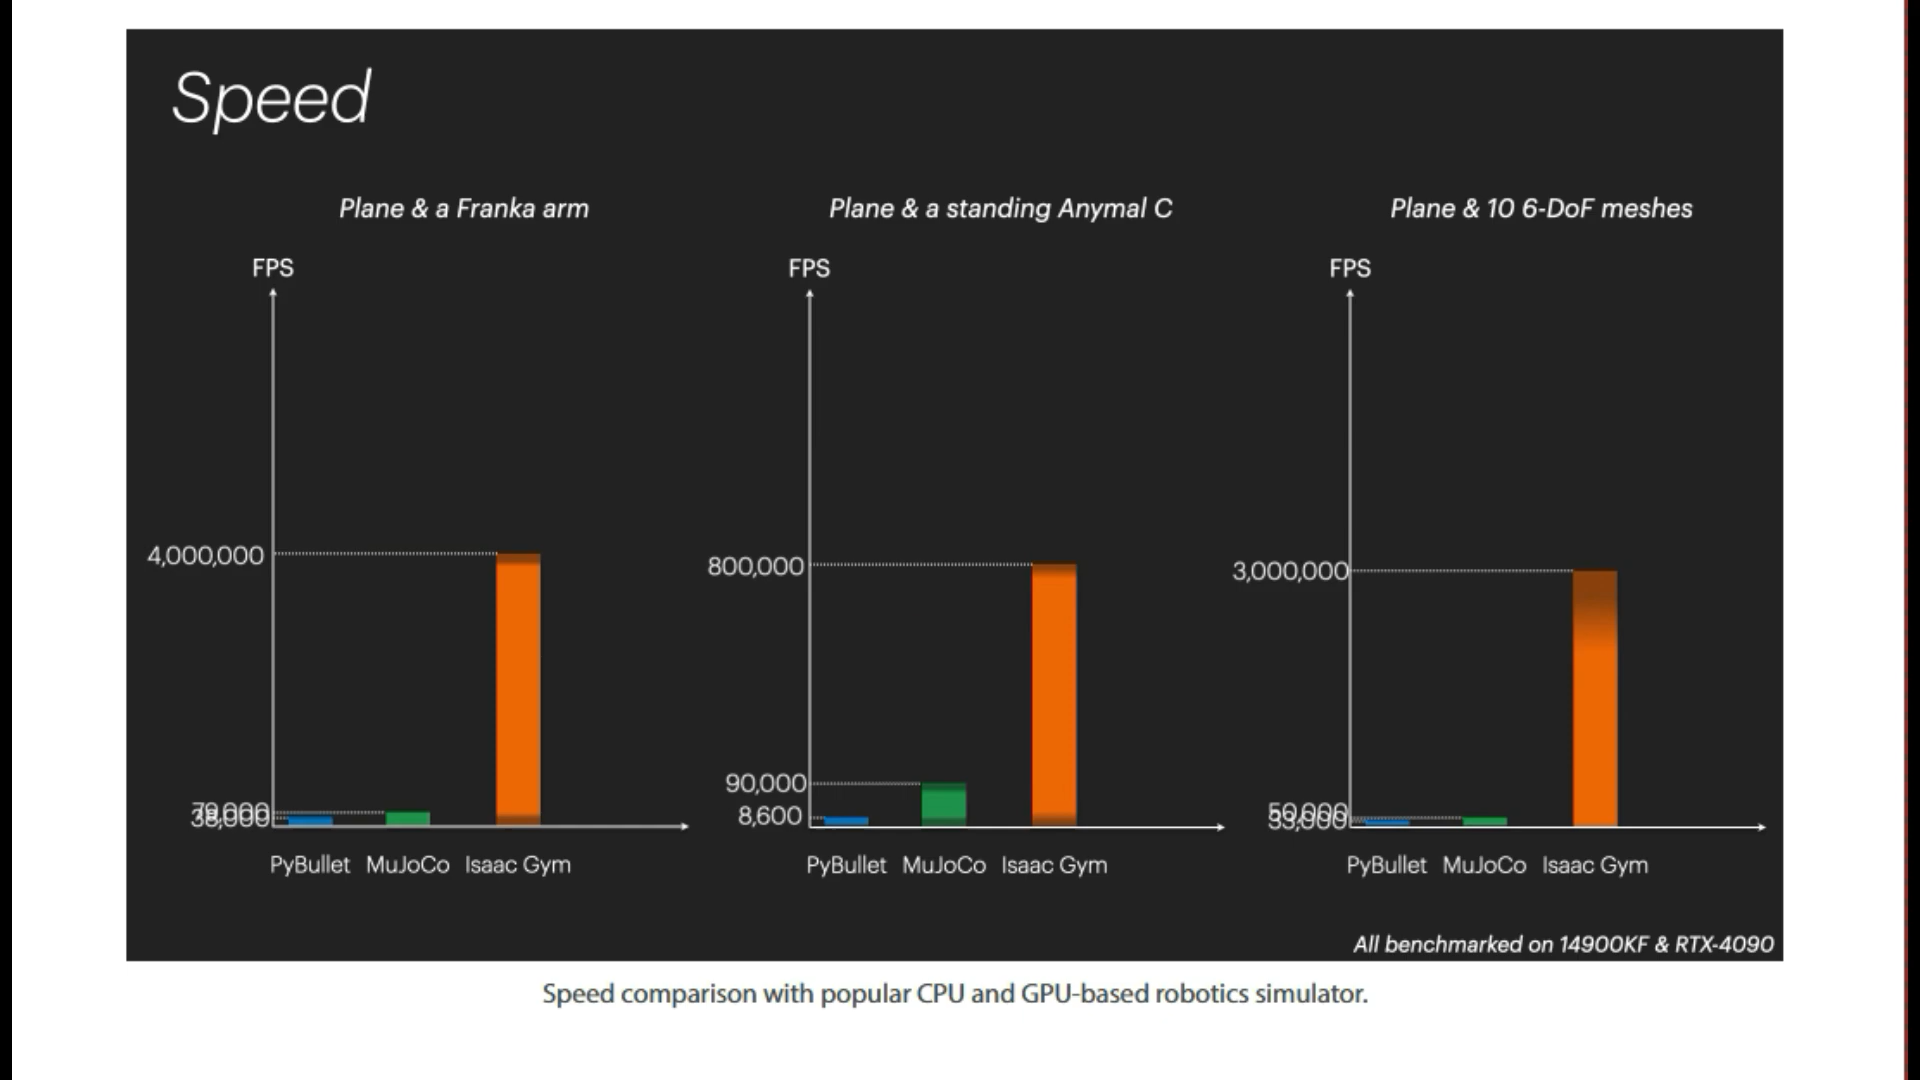 Speed
Plane & a Franka arm
Plane & a standing Anymal C
Plane & 10 6-DoF meshes
FPS
FPS
FPS
4,000,000
800,000
3,000,000
90,000
8,600
PyBullet MuJoCo Isaac Gym
PyBullet MuJoCo Isaac Gym
PyBullet MuJoCo Isaac Gym
All benchmarked on 14900KF & RTX-4090
Speed comparison with popular CPU and GPU-based robotics simulator.